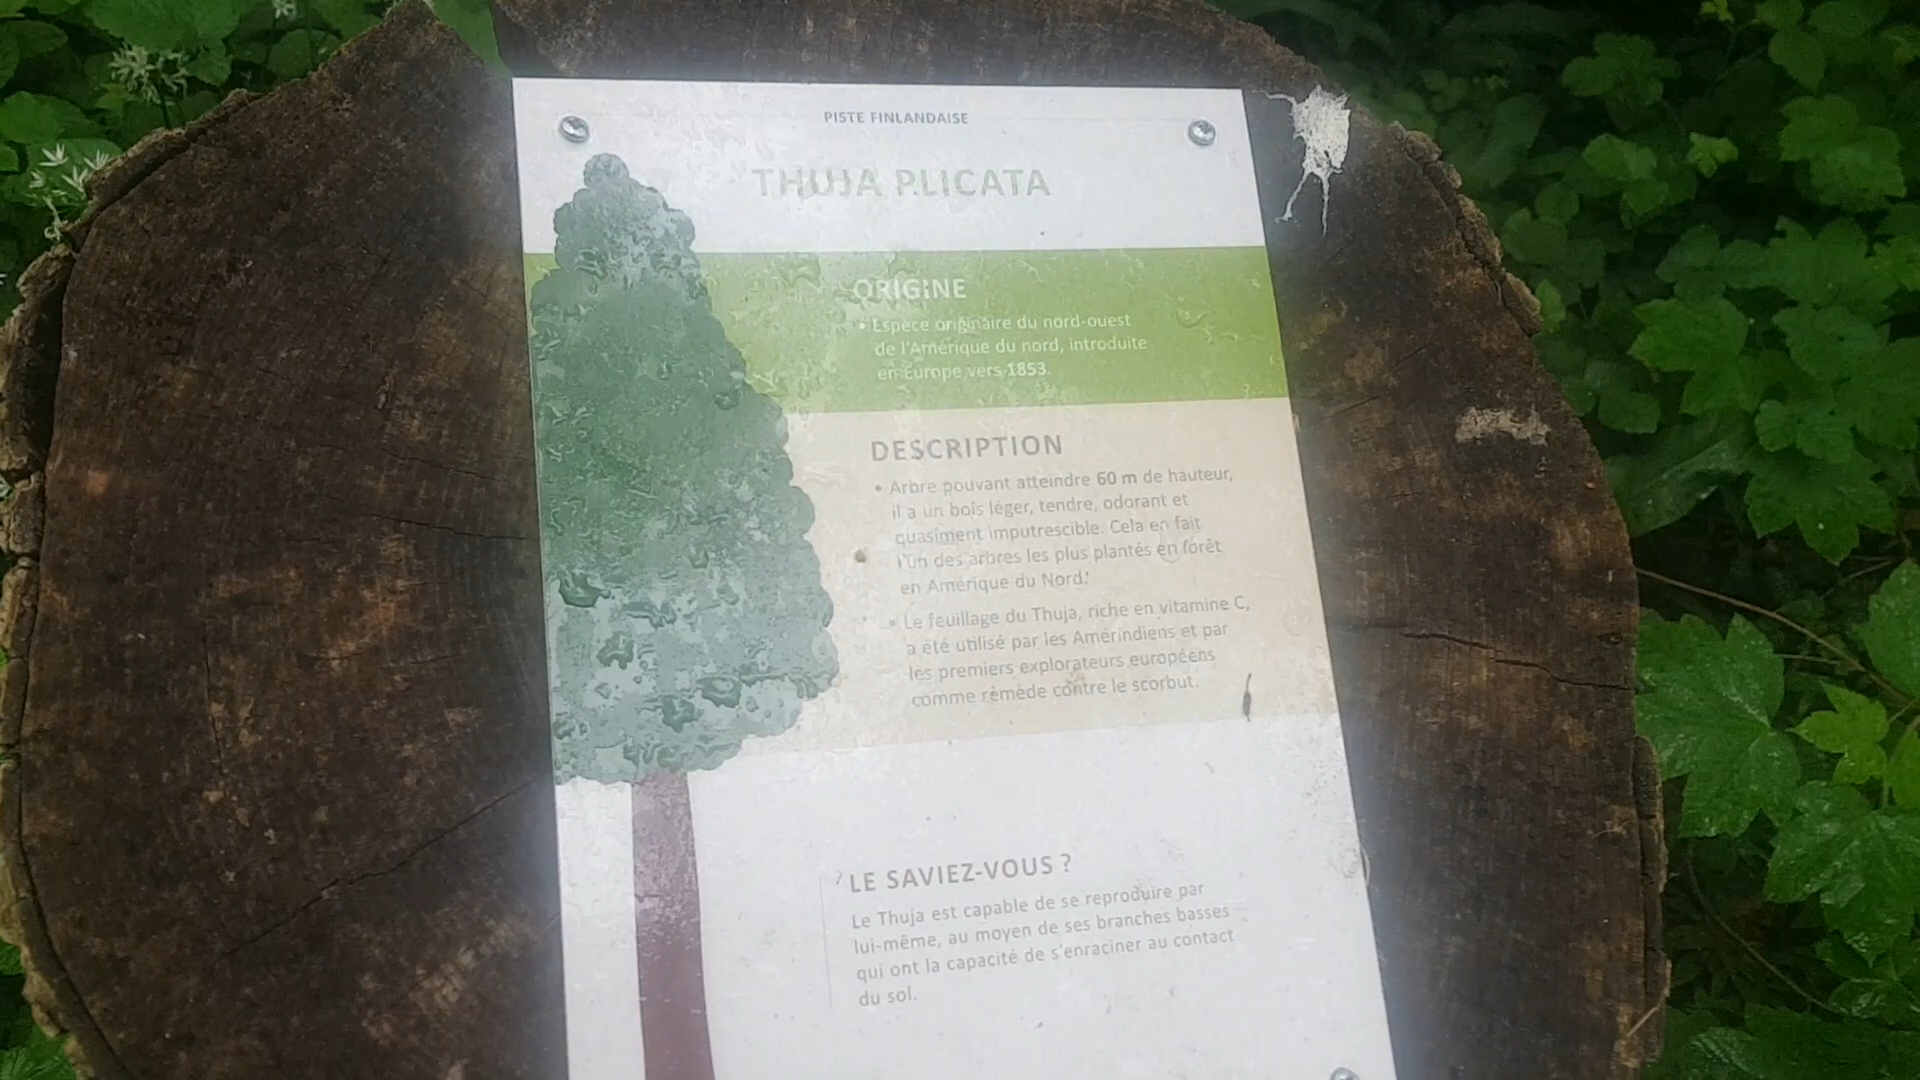 PISTE FINLANDAISE
THUJA PLICATA
ORIGINE
• Espèce originaire du nord-ouest
de l'Amérique du nord, introduite
en Europe vers 1853.
DESCRIPTION
• Arbre pouvant atteindre 60 m de hauteur,
il a un bois léger, tendre, odorant et
quasiment imputrescible. Cela en fait
l'un des arbres les plus plantés en forêt
en Amérique du Nord.
• Le feuillage du Thuja, riche en vitamine C,
a été utilisé par les Amérindiens et par
les premiers explorateurs européens
comme remède contre le scorbut.
LE SAVIEZ-VOUS ?
Le Thuja est capable de se reproduire par
lui-même, au moyen de ses branches basses
qui ont la capacité de s'enraciner au contact
du sol.